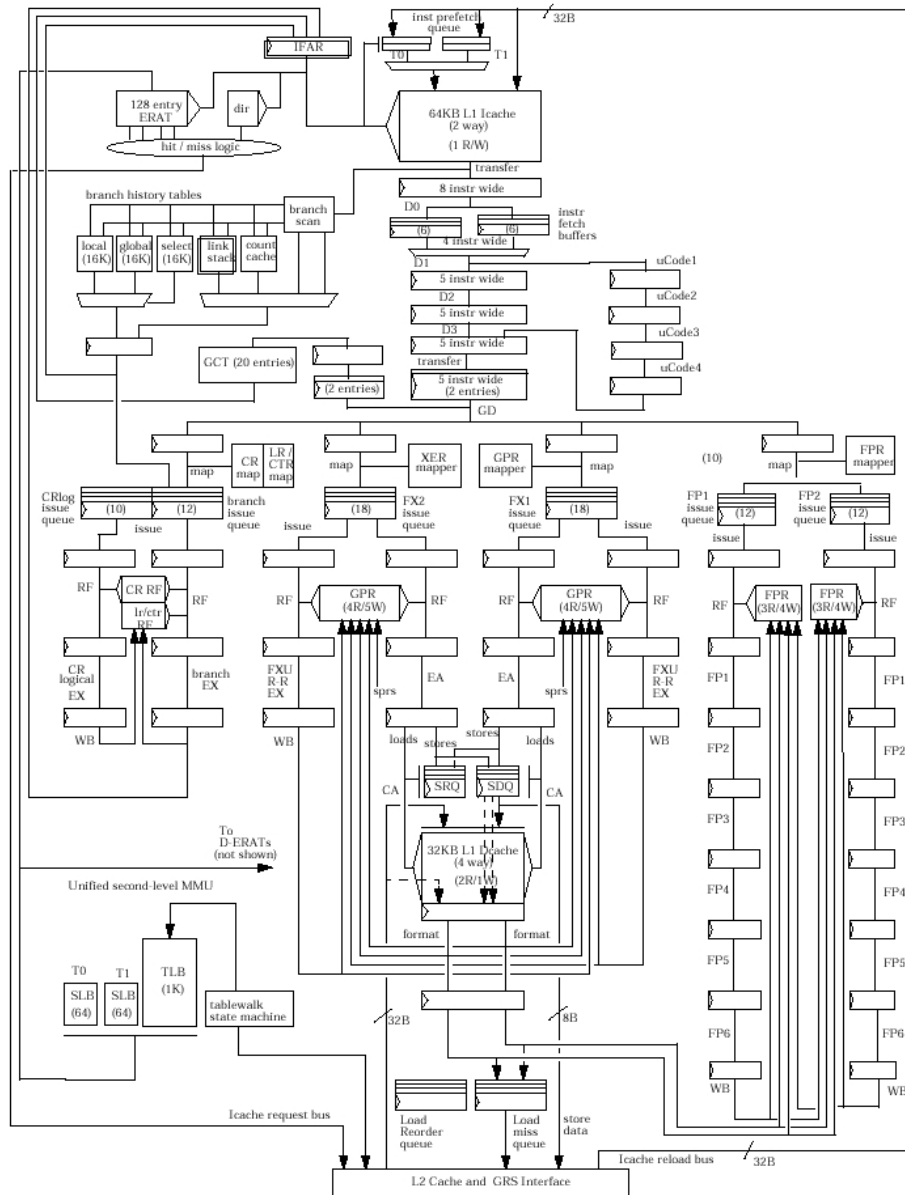 32B
inst prefetch
queue
IFAR
T0
T1
128 entry
ERAT
dir
64KB L1 Icache
(2 way)
(1 R/W)
hit / miss logic
transfer
8 instr wide
branch history tables
branch
scan
D0
(6)
(6)
instr
fetch
buffers
4 instr wide
local
(16K)
global
(16K)
select
(16K)
link
stack
count
cache
D1
uCode1
5 instr wide
D2
uCode2
5 instr wide
D3
uCode3
5 instr wide
GCT (20 entries)
transfer
uCode4
(2 entries)
5 instr wide
(2 entries)
GD
map
CR
map
LR /
CTR
map
map
XER
mapper
GPR
mapper
map
(10)
map
FPR
mapper
CRlog
issue
queue
(10)
(12)
branch
issue
queue
(18)
FX2
issue
queue
FX1
issue
queue
(18)
FP1
issue
queue
(12)
FP2
issue
queue
(12)
issue
issue
issue
issue
issue
issue
RF
CR RF
lr/ctr
RF
RF
RF
GPR
(4R/5W)
RF
RF
GPR
(4R/5W)
RF
RF
FPR
(3R/4W)
FPR
(3R/4W)
RF
CR
logical
EX
branch
EX
FXU
R-R
EX
sprs
EA
EA
sprs
FXU
R-R
EX
FP1
FP1
WB
WB
loads
stores
stores
loads
WB
FP2
FP2
CA
SRQ
SDQ
CA
FP3
FP3
To
D-ERATs
(not shown)
32KB L1 Dcache
(4 way)
(2R/1W)
Unified second-level MMU
FP4
FP4
format
format
T0
T1
SLB
(64)
SLB
(64)
TLB
(1K)
tablewalk
state machine
FP5
FP5
32B
8B
FP6
FP6
WB
WB
Icache request bus
Load
Reorder
queue
Load
miss
queue
store
data
Icache reload bus
32B
L2 Cache and GRS Interface